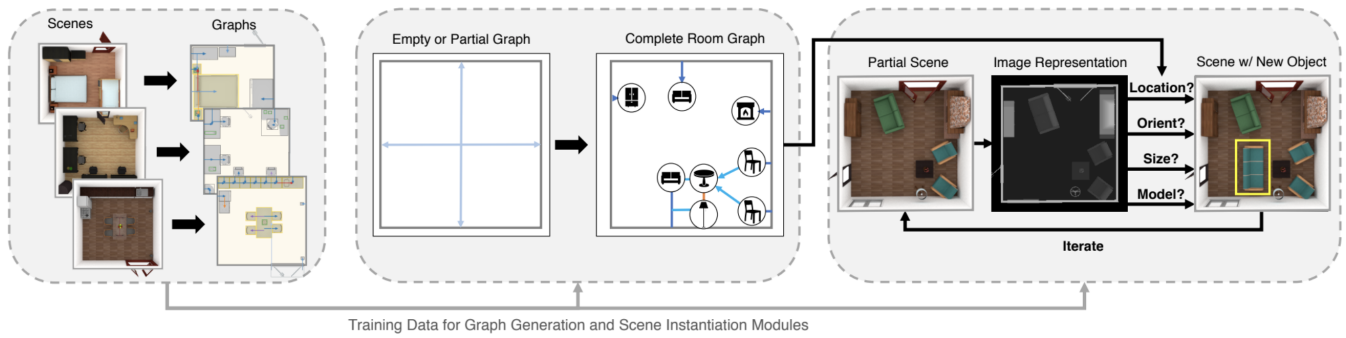 Scenes
Graphs
Empty or Partial Graph
Complete Room Graph
Partial Scene
Image Representation
Scene w/ New Object
Location?
Orient?
Size?
Model?
Iterate
Training Data for Graph Generation and Scene Instantiation Modules